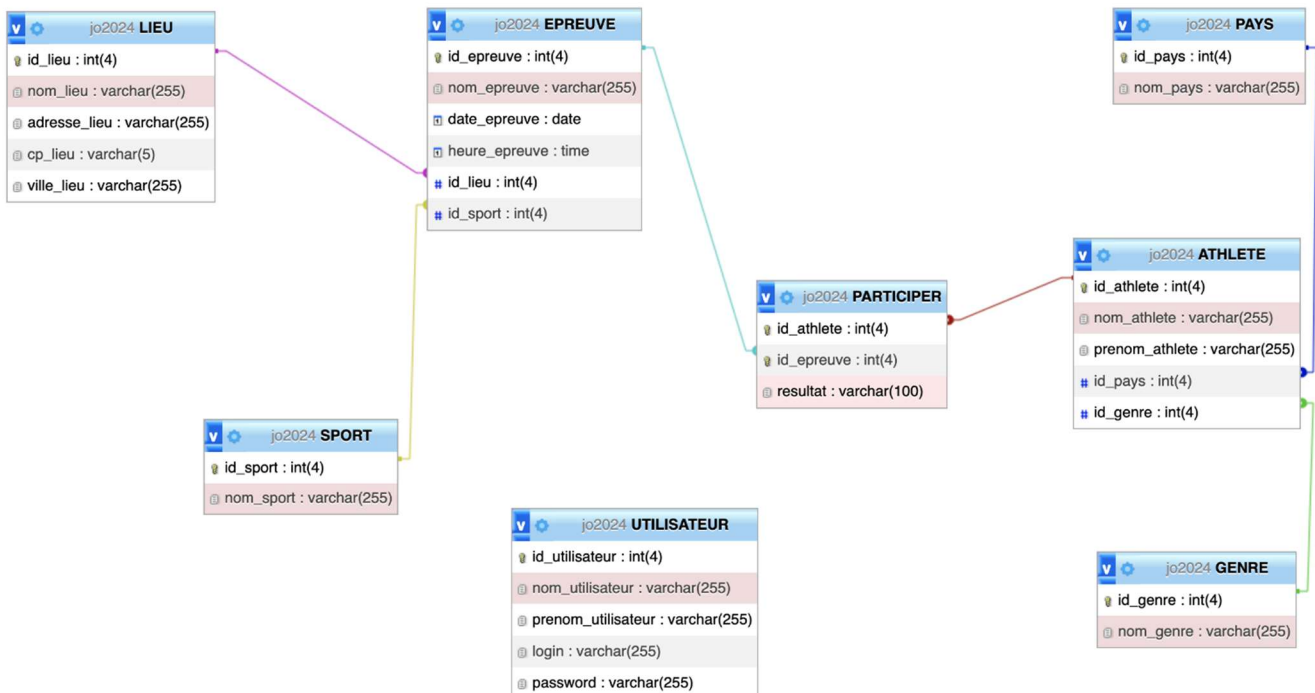 jo2024 LIEU
id_lieu : int(4)
nom_lieu : varchar(255)
adresse_lieu : varchar(255)
cp_lieu : varchar(5)
ville_lieu : varchar(255)
jo2024 EPREUVE
id_epreuve : int(4)
nom_epreuve : varchar(255)
date_epreuve : date
heure_epreuve : time
# id_lieu : int(4)
# id_sport : int(4)
jo2024 PAYS
id_pays : int(4)
nom_pays : varchar(255)
jo2024 PARTICIPER
id_athlete : int(4)
id_epreuve : int(4)
resultat : varchar(100)
jo2024 ATHLETE
id_athlete : int(4)
nom_athlete : varchar(255)
prenom_athlete : varchar(255)
# id_pays : int(4)
# id_genre : int(4)
jo2024 SPORT
id_sport : int(4)
nom_sport : varchar(255)
jo2024 UTILISATEUR
id_utilisateur : int(4)
nom_utilisateur : varchar(255)
prenom_utilisateur : varchar(255)
login : varchar(255)
password : varchar(255)
jo2024 GENRE
id_genre : int(4)
nom_genre : varchar(255)